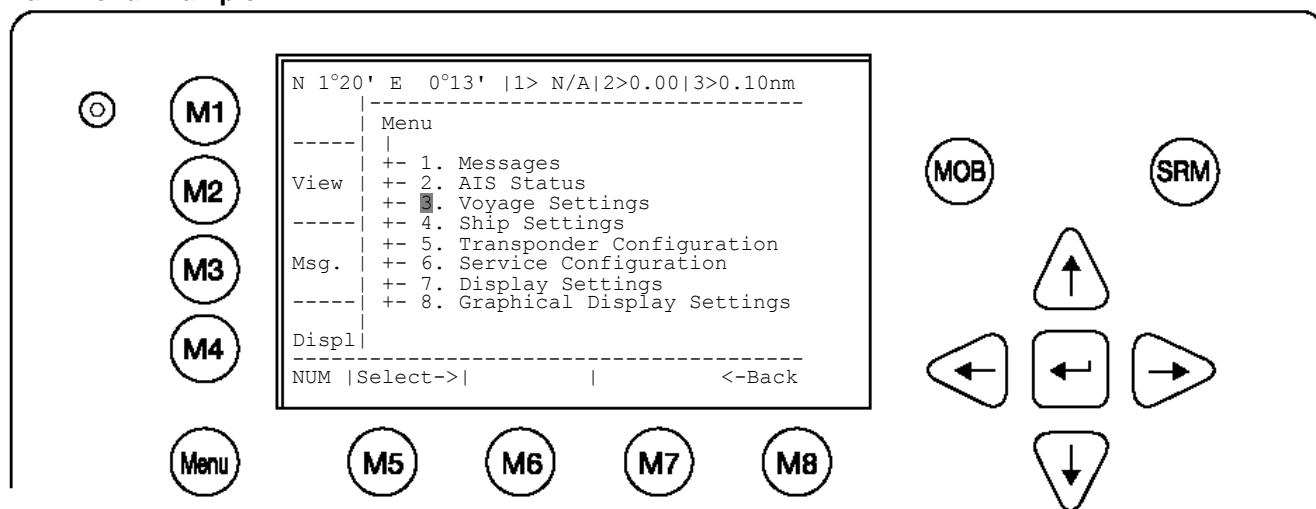 N 1°20' E  0°13' |1> N/A|2>0.00|3>0.10nm
|----------------------------------
| Menu
-----| |
| +- 1. Messages
View | +- 2. AIS Status
| +- 3. Voyage Settings
-----| +- 4. Ship Settings
| +- 5. Transponder Configuration
Msg. | +- 6. Service Configuration
| +- 7. Display Settings
-----| +- 8. Graphical Display Settings
|
Displ|
----------------------------------------
NUM |Select->|         |          <-Back
M1
M2
M3
M4
Menu
M5
M6
M7
M8
MOB
SRM